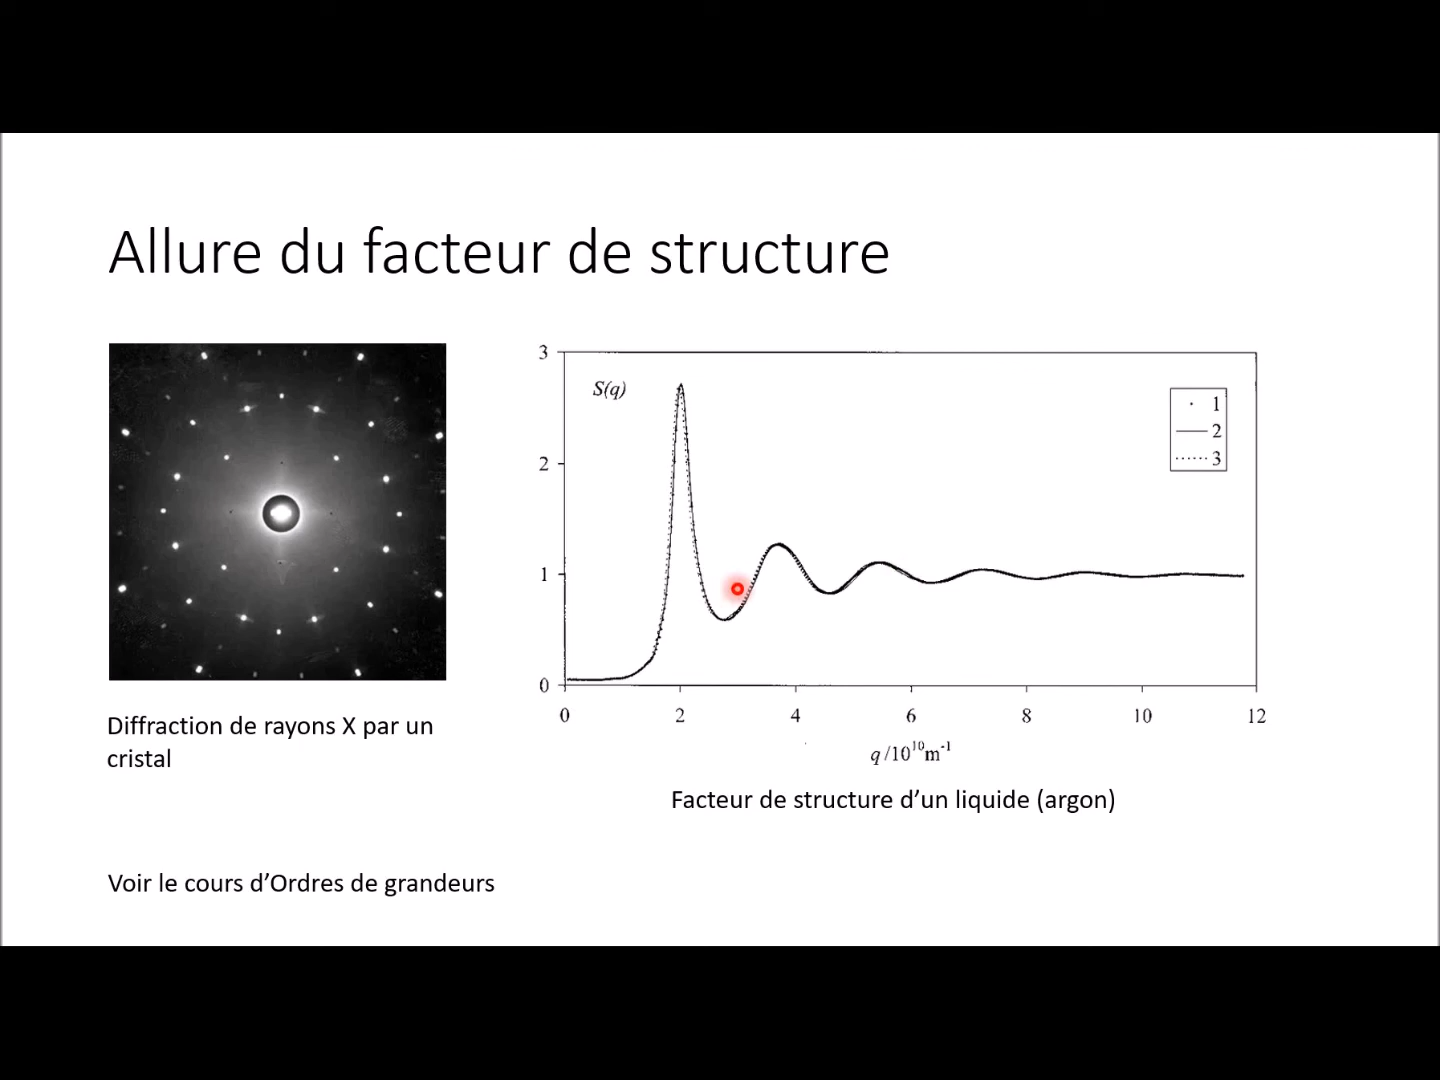 Allure du facteur de structure
3
S(q)
1
2
3
2
1
0
0 2 4 6 8 10 12
q /10¹⁰m⁻¹
Diffraction de rayons X par un
cristal
Facteur de structure d’un liquide (argon)
Voir le cours d’Ordres de grandeurs